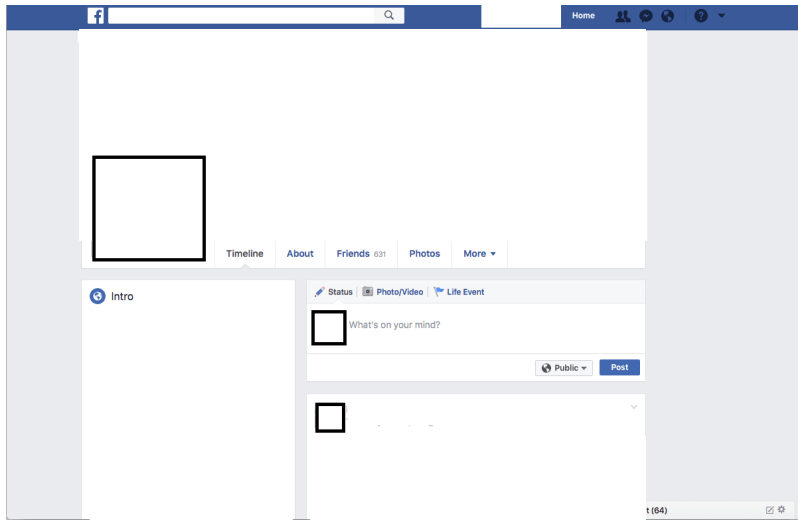 f
Home
?
Timeline About Friends 631 Photos More
Intro
Status Photo/Video Life Event
What's on your mind?
Public Post
t (64)